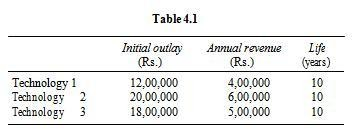 Table 4.1
Initial outlay Annual revenue Life
(Rs.) (Rs.) (years)
Technology 1 12,00,000 4,00,000 10
Technology 2 20,00,000 6,00,000 10
Technology 3 18,00,000 5,00,000 10